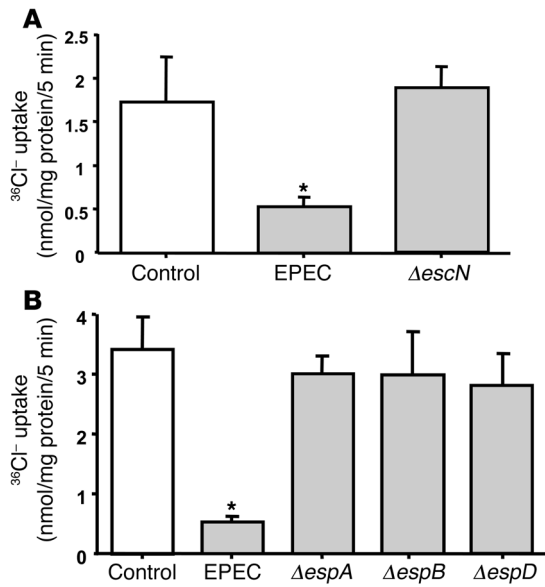 A
³⁶Cl⁻ uptake
(nmol/mg protein/5 min)
2.5
2
1.5
1
0.5
0
*
Control EPEC ΔescN
B
³⁶Cl⁻ uptake
(nmol/mg protein/5 min)
4
3
2
1
0
*
Control EPEC ΔespA ΔespB ΔespD